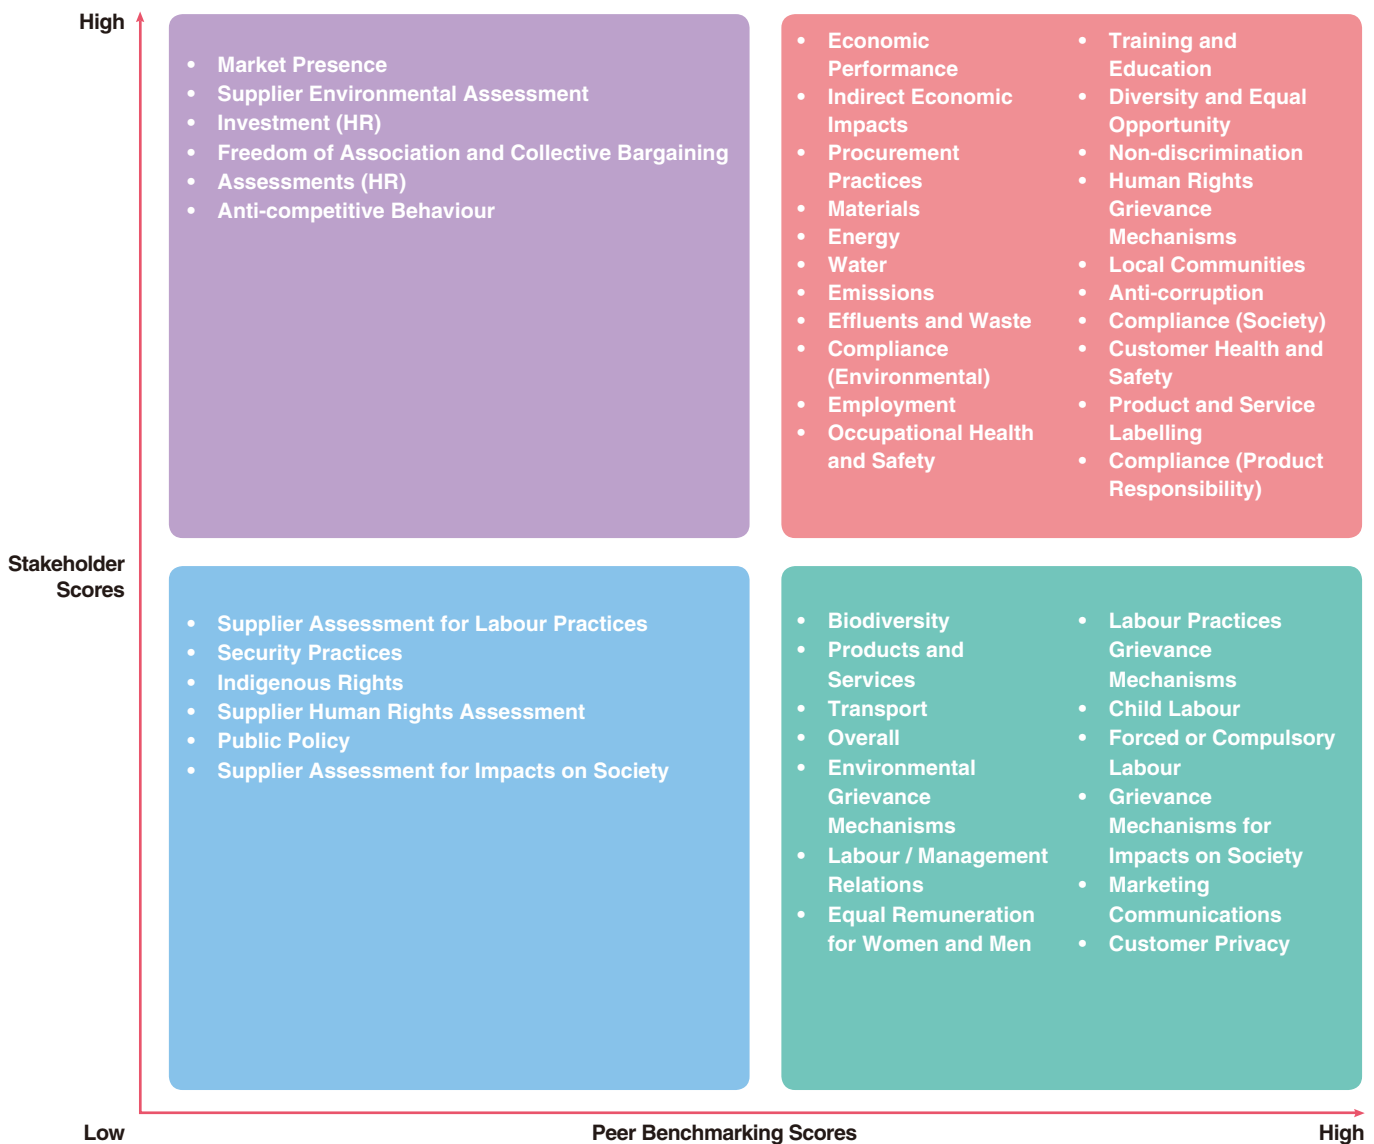 High
• Market Presence
• Supplier Environmental Assessment
• Investment (HR)
• Freedom of Association and Collective Bargaining
• Assessments (HR)
• Anti-competitive Behaviour
• Economic
Performance
• Indirect Economic
Impacts
• Procurement
Practices
• Materials
• Energy
• Water
• Emissions
• Effluents and Waste
• Compliance
(Environmental)
• Employment
• Occupational Health
and Safety
• Training and
Education
• Diversity and Equal
Opportunity
• Non-discrimination
• Human Rights
Grievance
Mechanisms
• Local Communities
• Anti-corruption
• Compliance (Society)
• Customer Health and
Safety
• Product and Service
Labelling
• Compliance (Product
Responsibility)
Stakeholder
Scores
• Supplier Assessment for Labour Practices
• Security Practices
• Indigenous Rights
• Supplier Human Rights Assessment
• Public Policy
• Supplier Assessment for Impacts on Society
• Biodiversity
• Products and
Services
• Transport
• Overall
• Environmental
Grievance
Mechanisms
• Labour / Management
Relations
• Equal Remuneration
for Women and Men
• Labour Practices
Grievance
Mechanisms
• Child Labour
• Forced or Compulsory
Labour
• Grievance
Mechanisms for
Impacts on Society
• Marketing
Communications
• Customer Privacy
Low
Peer Benchmarking Scores
High